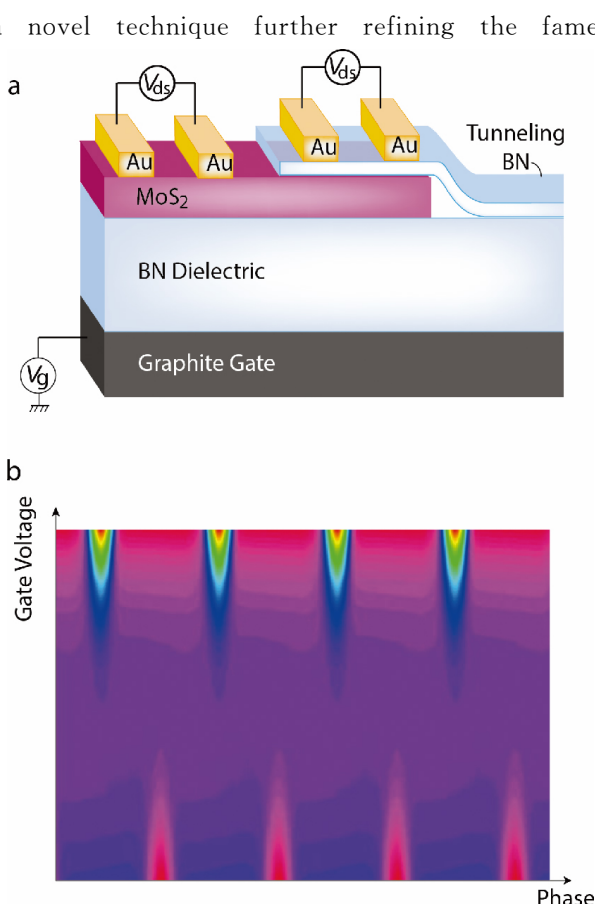 a novel technique further refining the fame
a
Vds
Vds
Au
Au
Au
Au
Tunneling
BN
MoS2
BN Dielectric
Graphite Gate
Vg
b
Gate Voltage
Phase